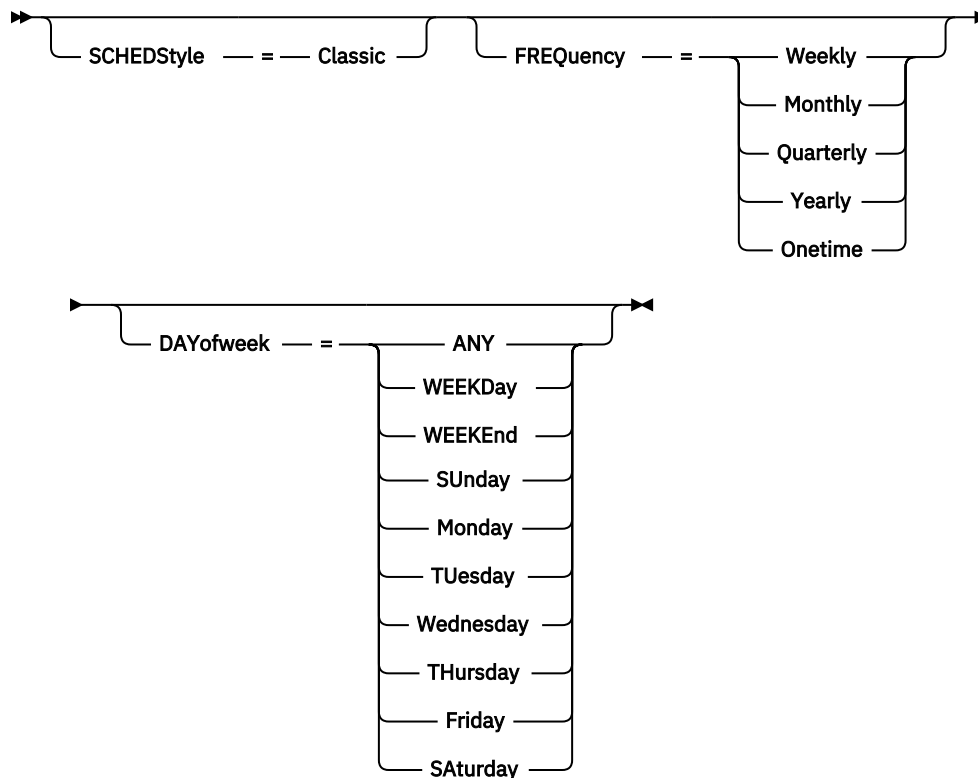 SCHEDStyle = Classic FREQuency = Weekly
Monthly
Quarterly
Yearly
Onetime
DAYofweek = ANY
WEEKDay
WEEKEnd
SUnday
Monday
TUesday
Wednesday
THursday
Friday
SAturday